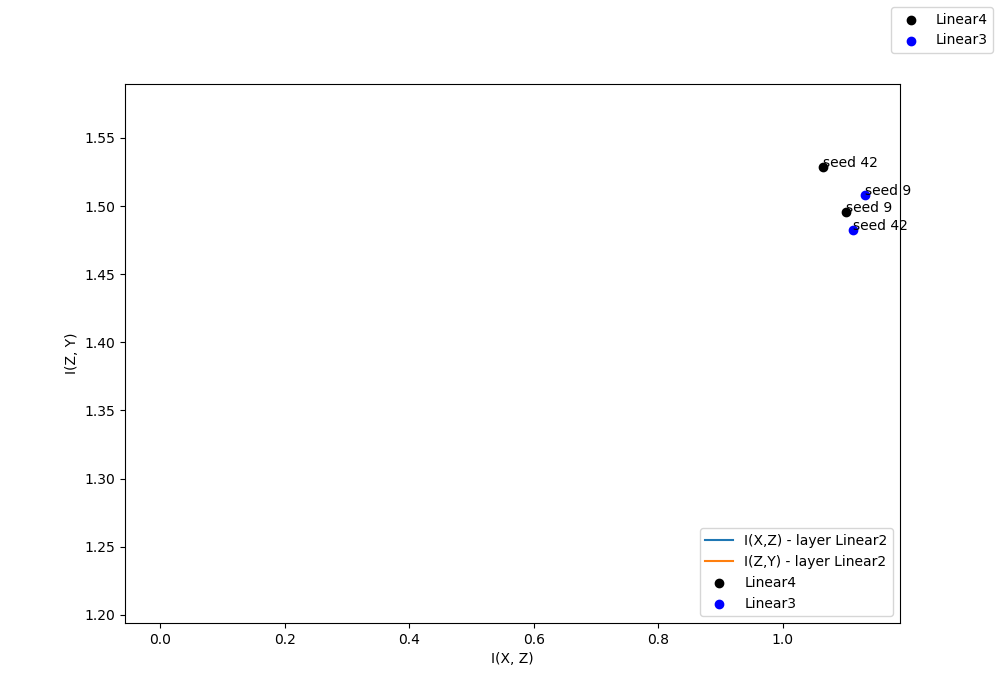 Linear4
Linear3
1.55
1.50
1.45
1.40
1.35
1.30
1.25
1.20
I(Z, Y)
seed 42
seed 9
seed 9
seed 42
I(X,Z) - layer Linear2
I(Z,Y) - layer Linear2
Linear4
Linear3
0.0 0.2 0.4 0.6 0.8 1.0
I(X, Z)